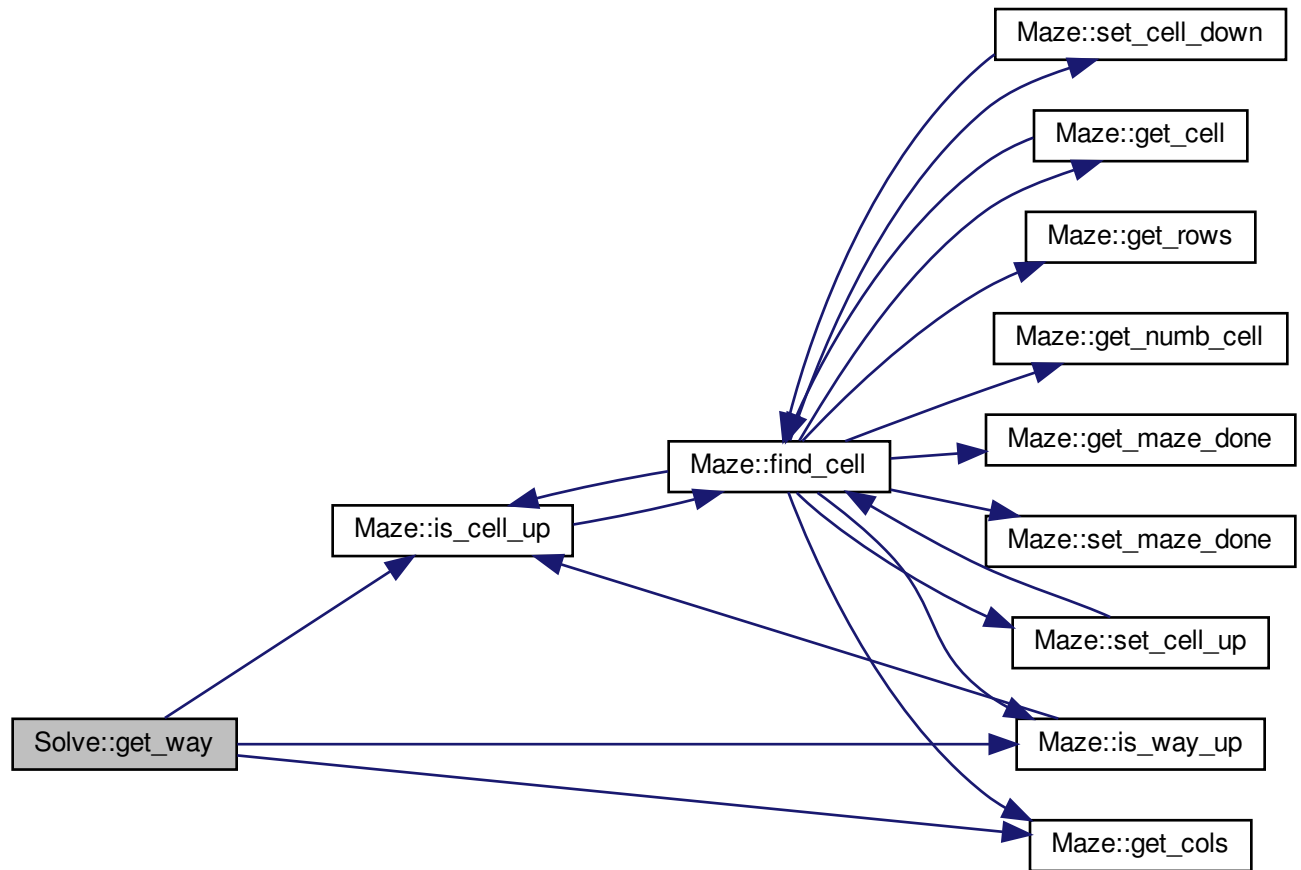 Maze::set_cell_down
Maze::get_cell
Maze::get_rows
Maze::get_numb_cell
Maze::get_maze_done
Maze::find_cell
Maze::is_cell_up
Maze::set_maze_done
Maze::set_cell_up
Solve::get_way
Maze::is_way_up
Maze::get_cols